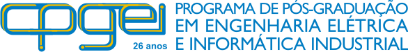 cpgei
26 anos
PROGRAMA DE PÓS-GRADUAÇÃO
EM ENGENHARIA ELÉTRICA
E INFORMÁTICA INDUSTRIAL